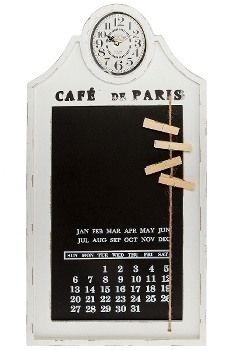 CAFÉ DE PARIS
JAN FEB MAR APR MAY JUN
JUL AUG SEP OCT NOV DEC
SUN MON TUE WED THU FRI SAT
1 2 3 4 5
6 7 8 9 10 11 12
13 14 15 16 17 18 19
20 21 22 23 24 25 26
27 28 29 30 31